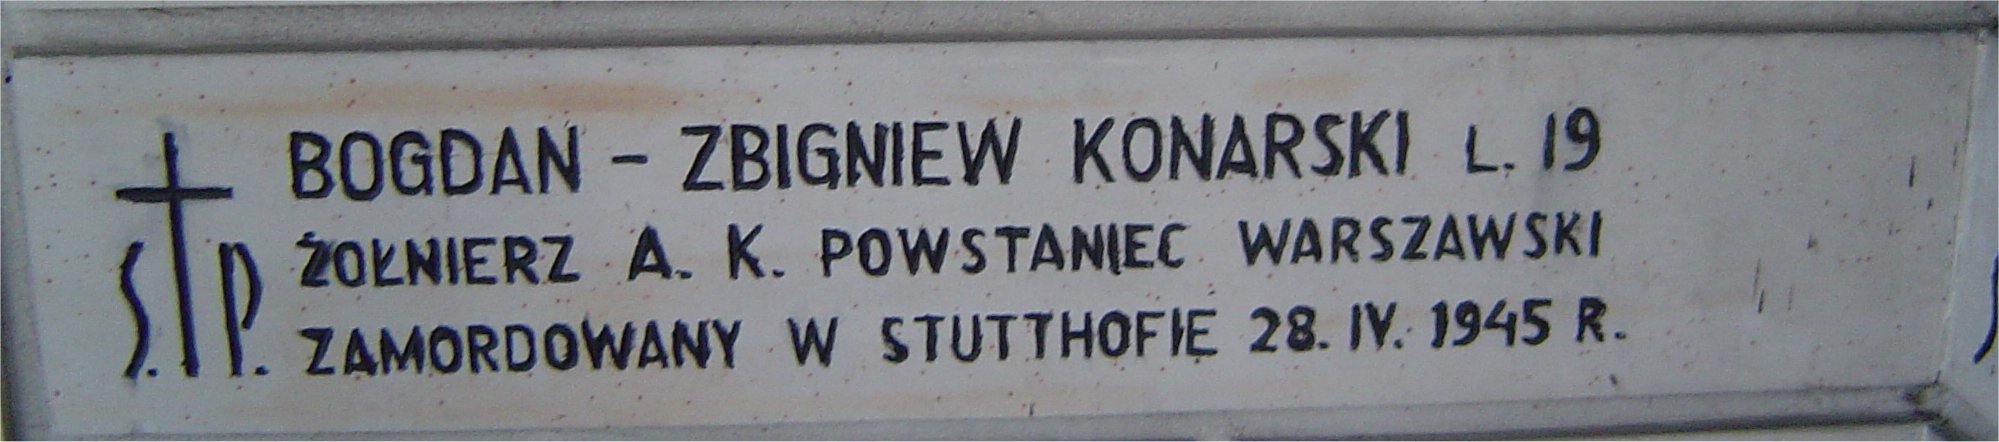 BOGDAN - ZBIGNIEW KONARSKI L. 19
Ś.P. ŻOŁNIERZ A. K. POWSTANIEC WARSZAWSKI
ZAMORDOWANY W STUTTHOFIE 28. IV. 1945 R.